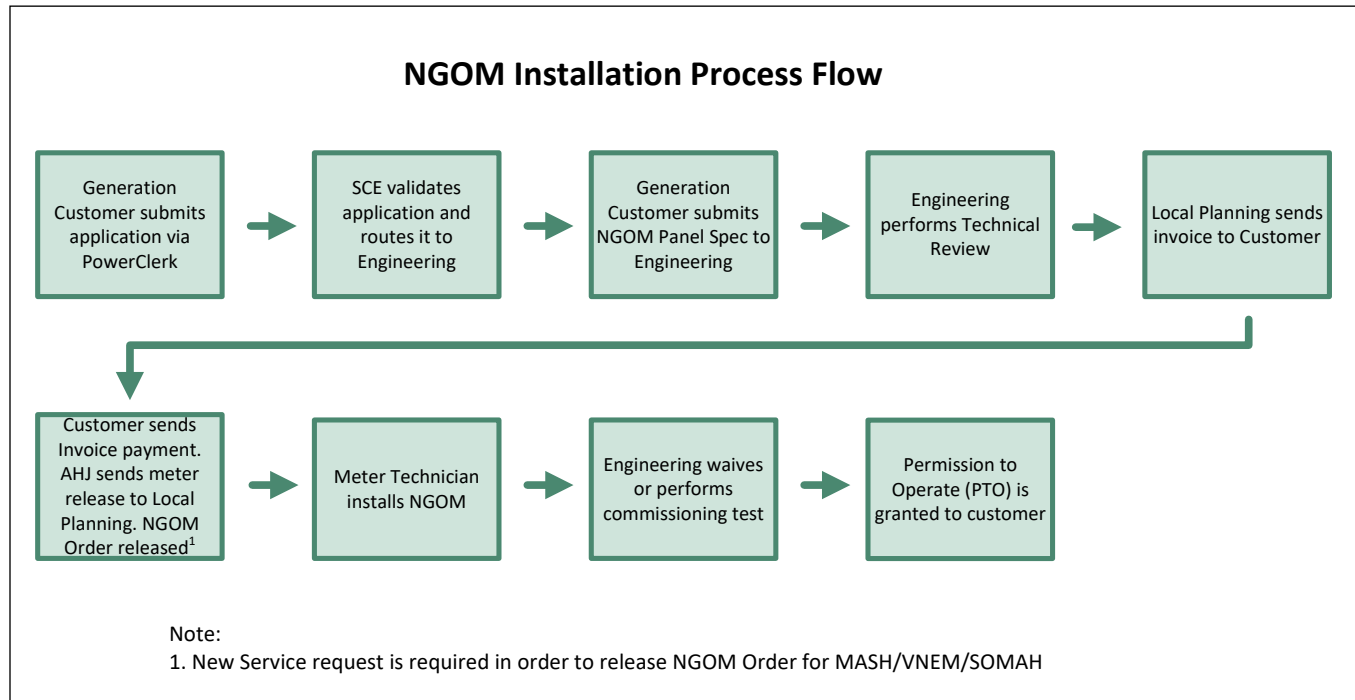 NGOM Installation Process Flow
Generation
Customer submits
application via
PowerClerk
SCE validates
application and
routes it to
Engineering
Generation
Customer submits
NGOM Panel Spec to
Engineering
Engineering
performs Technical
Review
Local Planning sends
invoice to Customer
Customer sends
Invoice payment.
AHJ sends meter
release to Local
Planning. NGOM
Order released1
Meter Technician
installs NGOM
Engineering waives
or performs
commissioning test
Permission to
Operate (PTO) is
granted to customer
Note:
1. New Service request is required in order to release NGOM Order for MASH/VNEM/SOMAH